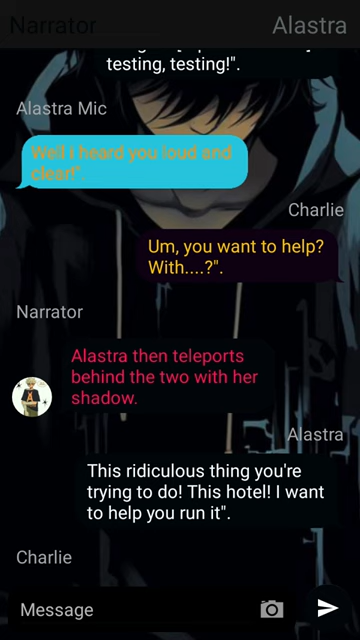 Narrator
Alastra
testing, testing!".
Alastra Mic
Well I heard you loud and
clear!".
Charlie
Um, you want to help?
With....?".
Narrator
Alastra then teleports
behind the two with her
shadow.
Alastra
This ridiculous thing you're
trying to do! This hotel! I want
to help you run it".
Charlie
Message